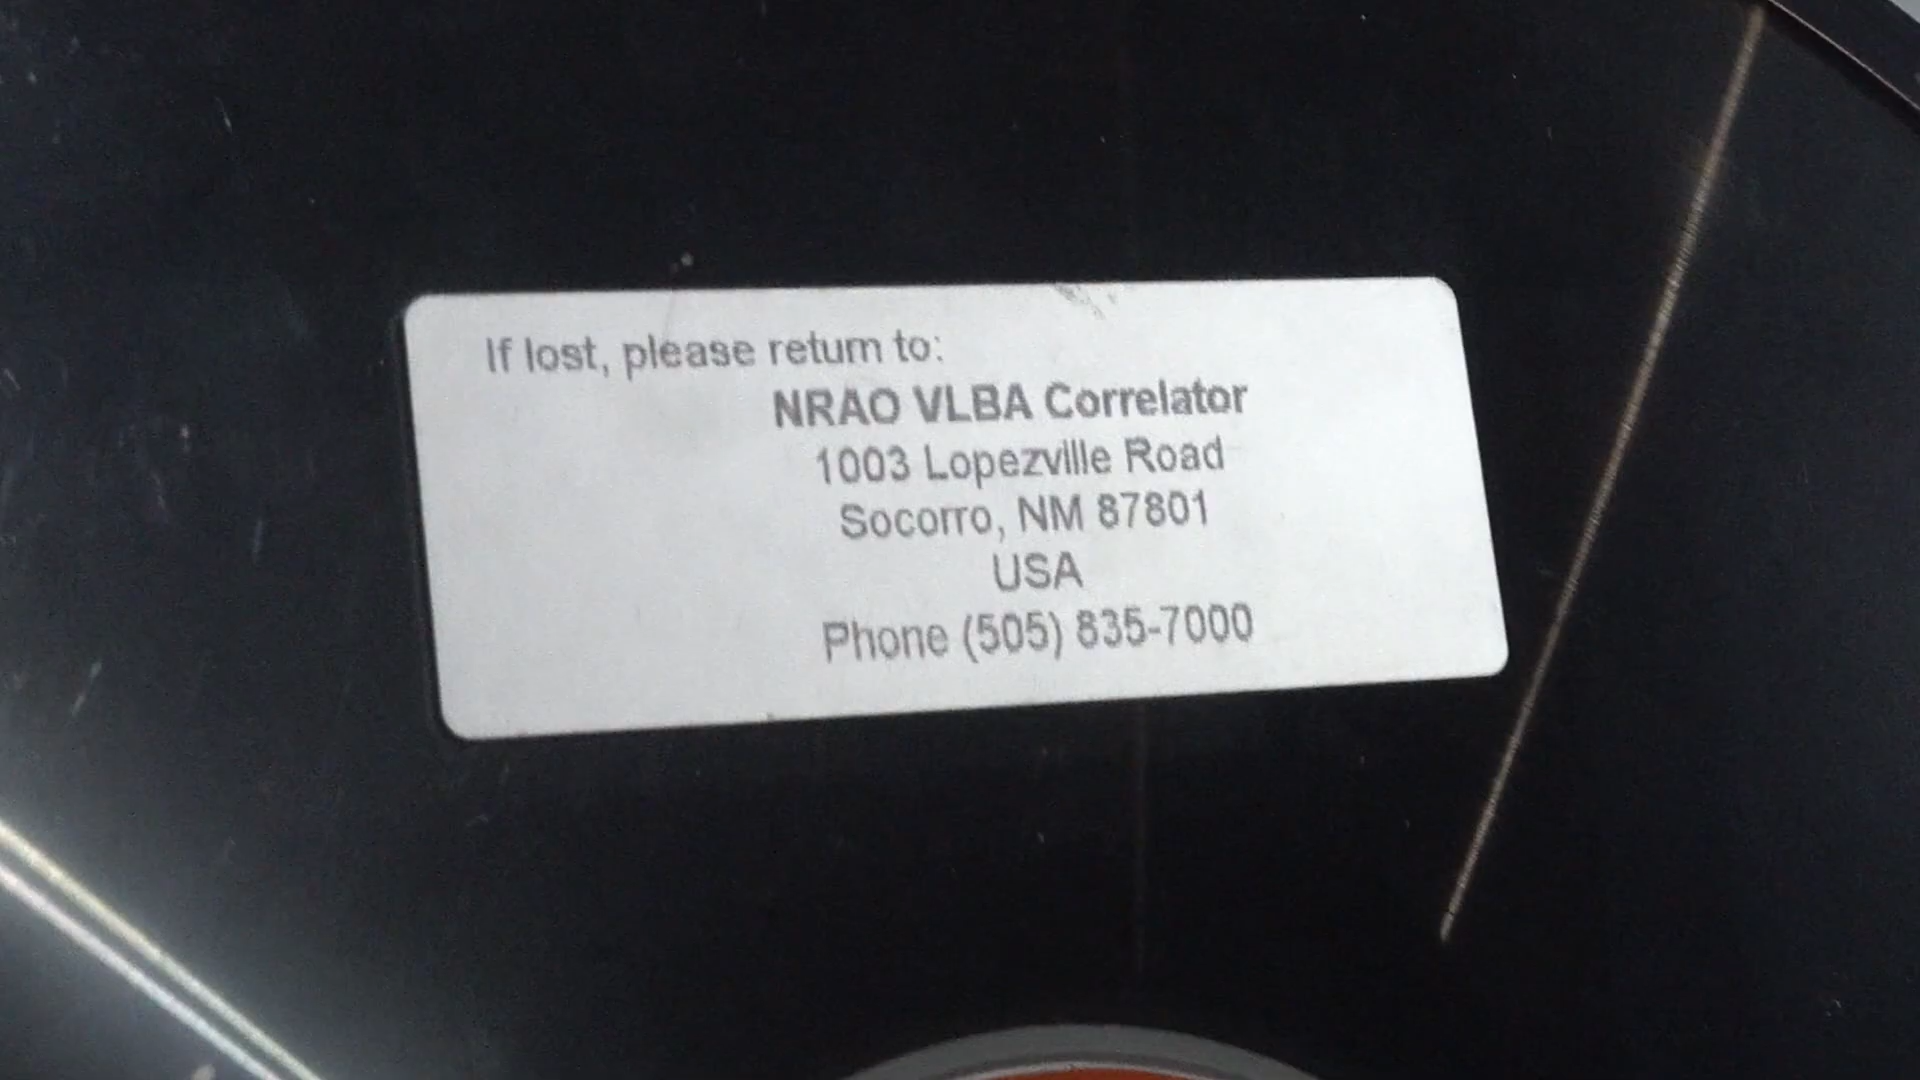 If lost, please return to:
NRAO VLBA Correlator
1003 Lopezville Road
Socorro, NM 87801
USA
Phone (505) 835-7000